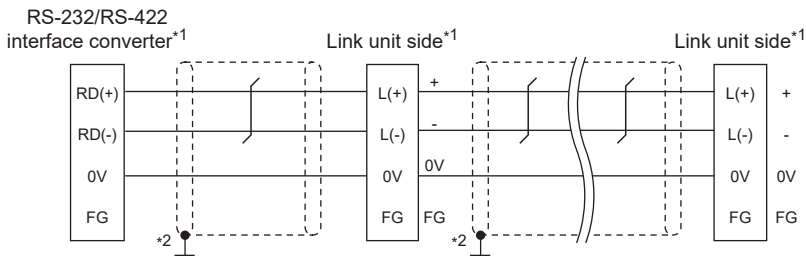 RS-232/RS-422
interface converter*1
Link unit side*1
Link unit side*1
RD(+)
L(+)
+
L(+)
+
RD(-)
L(-)
-
L(-)
-
0V
0V
0V
0V
0V
FG
FG
FG
FG
FG
*2
*2